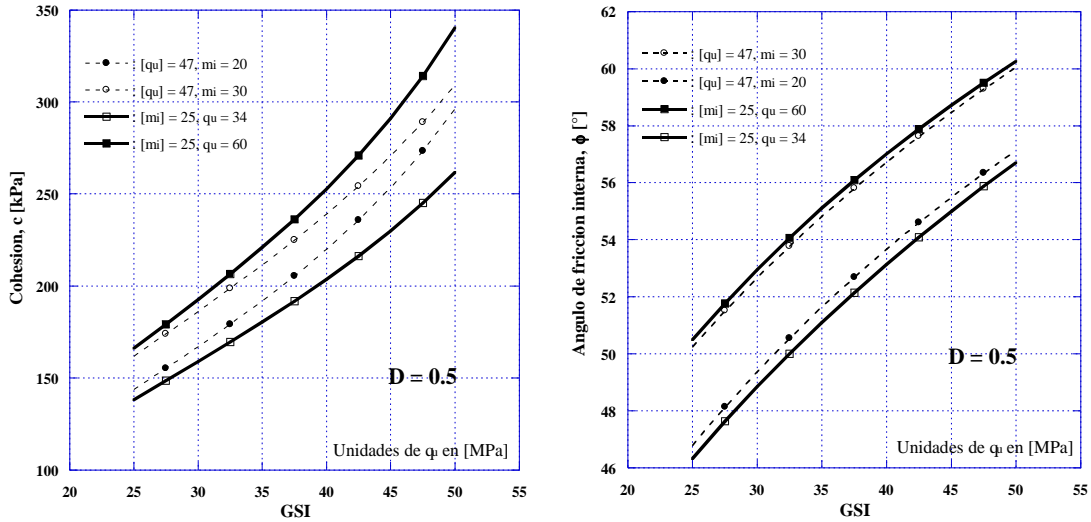 350
300
250
200
150
100
Cohesion, c [kPa]
[qu] = 47, mi = 20
[qu] = 47, mi = 30
[mi] = 25, qu = 34
[mi] = 25, qu = 60
D = 0.5
Unidades de qu en [MPa]
20 25 30 35 40 45 50 55
GSI
62
60
58
56
54
52
50
48
46
Angulo de friccion interna, ϕ [°]
[qu] = 47, mi = 30
[qu] = 47, mi = 20
[mi] = 25, qu = 60
[mi] = 25, qu = 34
D = 0.5
Unidades de qu en [MPa]
20 25 30 35 40 45 50 55
GSI